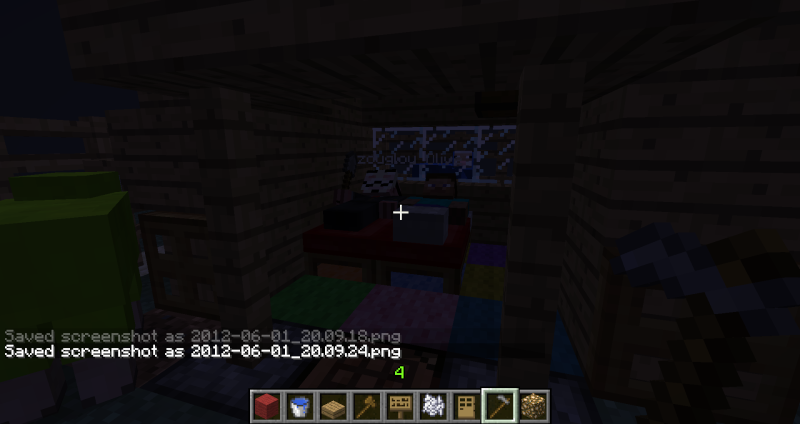 zouglou
Saved screenshot as 2012-06-01_20.09.18.png
Saved screenshot as 2012-06-01_20.09.24.png
4